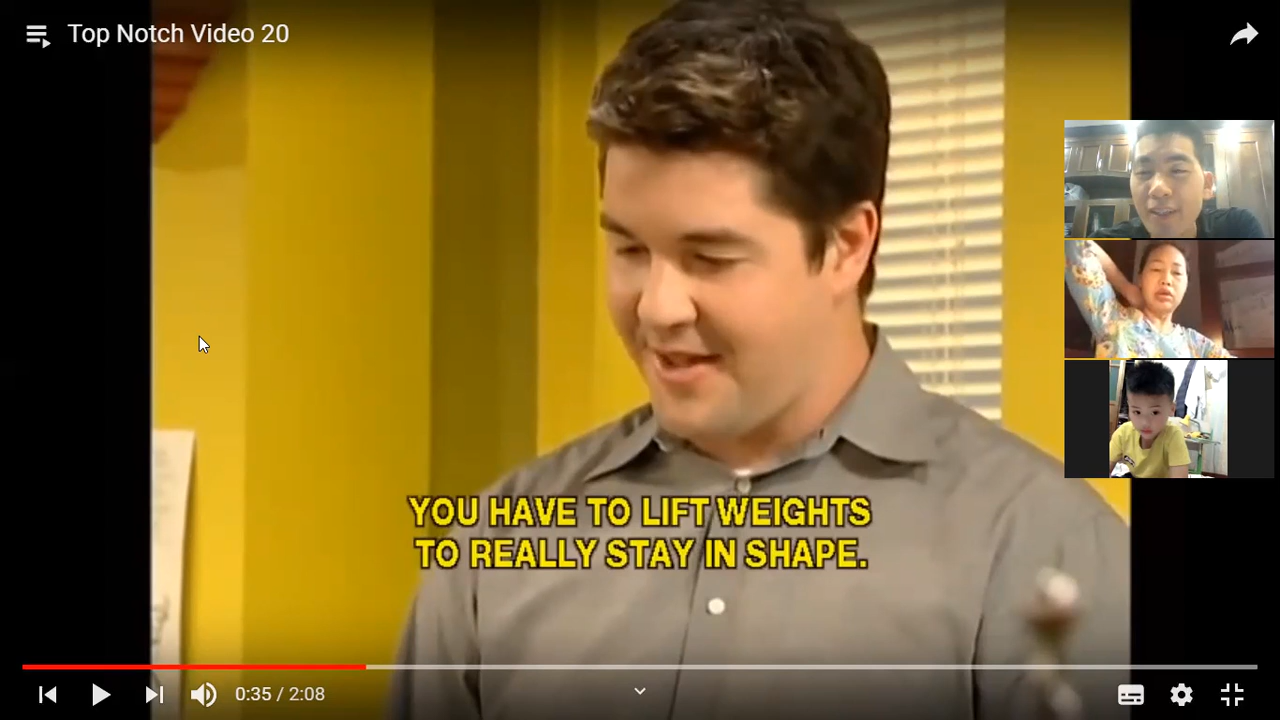 Top Notch Video 20
YOU HAVE TO LIFT WEIGHTS
TO REALLY STAY IN SHAPE.
0:35 / 2:08